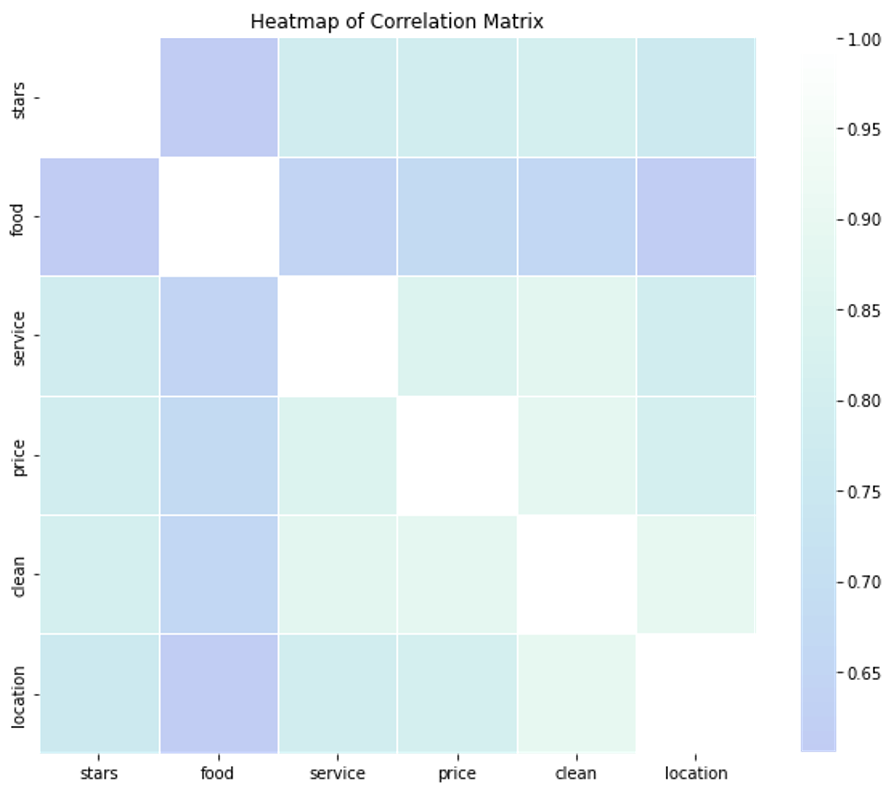 Heatmap of Correlation Matrix
stars
food
service
price
clean
location
stars
food
service
price
clean
location
1.00
0.95
0.90
0.85
0.80
0.75
0.70
0.65